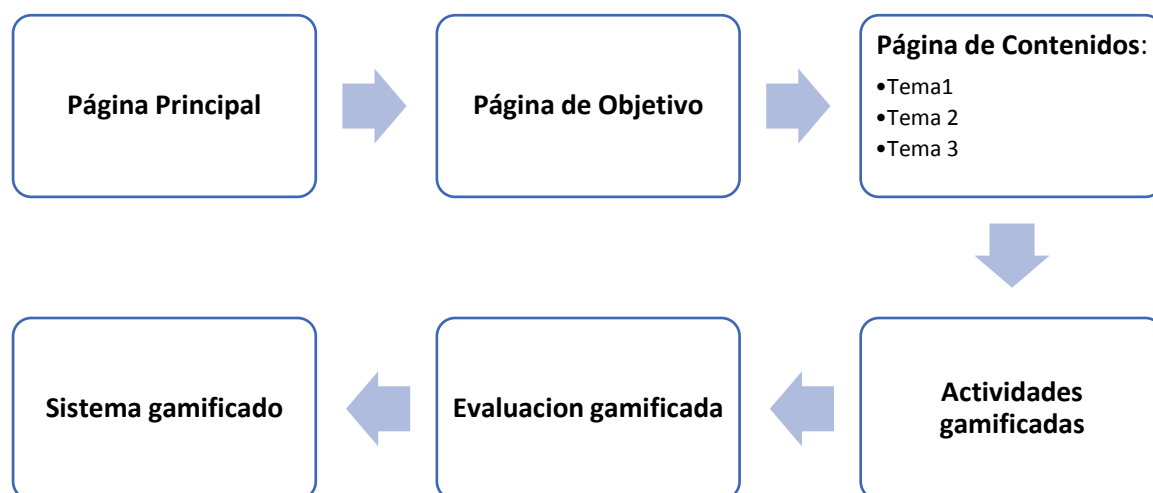 Página Principal
Página de Objetivo
Página de Contenidos:
•Tema1
•Tema 2
•Tema 3
Actividades
gamificadas
Evaluacion gamificada
Sistema gamificado